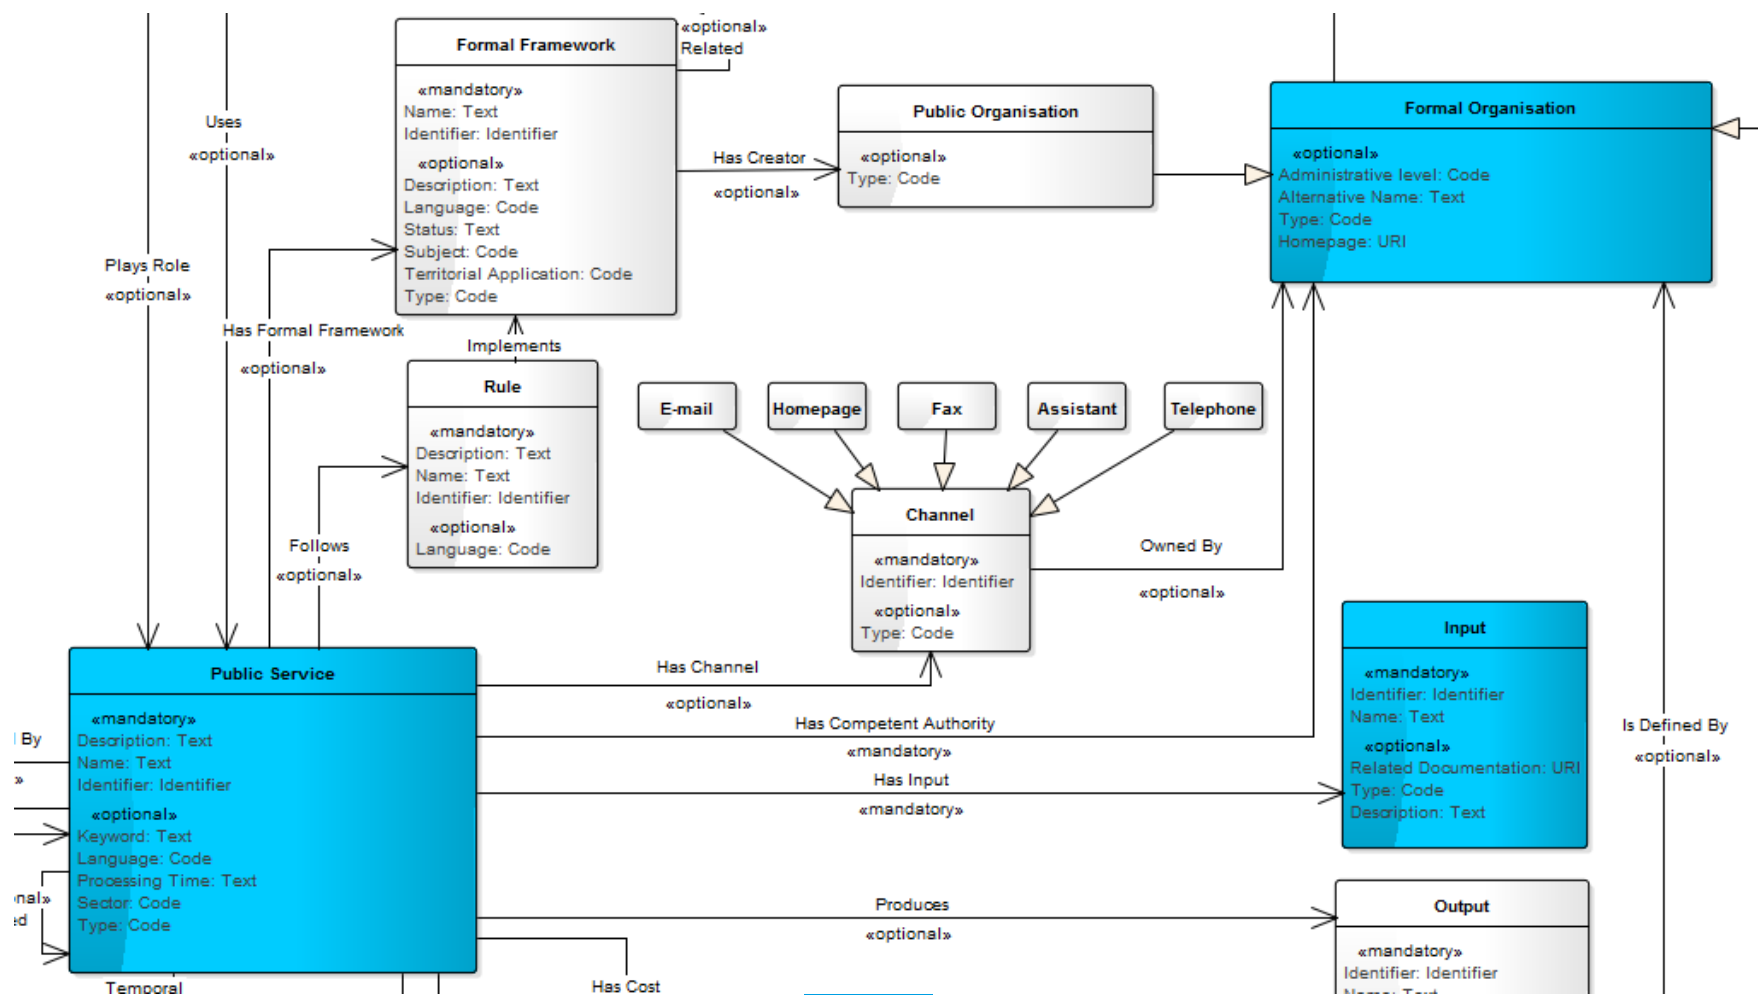 «optional»
Related
Formal Framework
«mandatory»
Name: Text
Identifier: Identifier
«optional»
Description: Text
Language: Code
Status: Text
Subject: Code
Territorial Application: Code
Type: Code
Has Creator
«optional»
Public Organisation
«optional»
Type: Code
Formal Organisation
«optional»
Administrative level: Code
Alternative Name: Text
Type: Code
Homepage: URI
Uses
«optional»
Plays Role
«optional»
Has Formal Framework
«optional»
Implements
Rule
«mandatory»
Description: Text
Name: Text
Identifier: Identifier
«optional»
Language: Code
Follows
«optional»
E-mail
Homepage
Fax
Assistant
Telephone
Channel
«mandatory»
Identifier: Identifier
«optional»
Type: Code
Owned By
«optional»
Public Service
«mandatory»
Description: Text
Name: Text
Identifier: Identifier
«optional»
Keyword: Text
Language: Code
Processing Time: Text
Sector: Code
Type: Code
By
»
nal»
ed
Has Channel
«optional»
Has Competent Authority
«mandatory»
Has Input
«mandatory»
Input
«mandatory»
Identifier: Identifier
Name: Text
«optional»
Related Documentation: URI
Type: Code
Description: Text
Is Defined By
«optional»
Produces
«optional»
Output
«mandatory»
Identifier: Identifier
Name: Text
Temporal
Has Cost